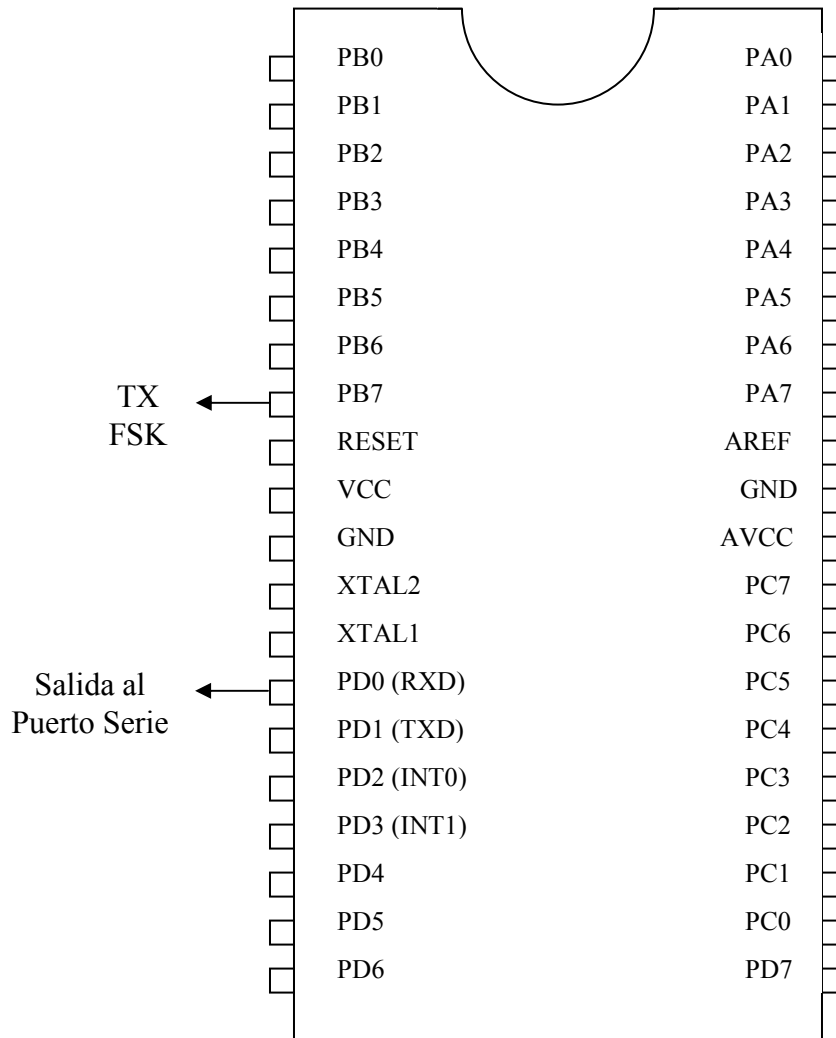 PB0 PA0
PB1 PA1
PB2 PA2
PB3 PA3
PB4 PA4
PB5 PA5
PB6 PA6
TX
FSK
PB7 PA7
RESET AREF
VCC GND
GND AVCC
XTAL2 PC7
XTAL1 PC6
Salida al
Puerto Serie
PD0 (RXD) PC5
PD1 (TXD) PC4
PD2 (INT0) PC3
PD3 (INT1) PC2
PD4 PC1
PD5 PC0
PD6 PD7